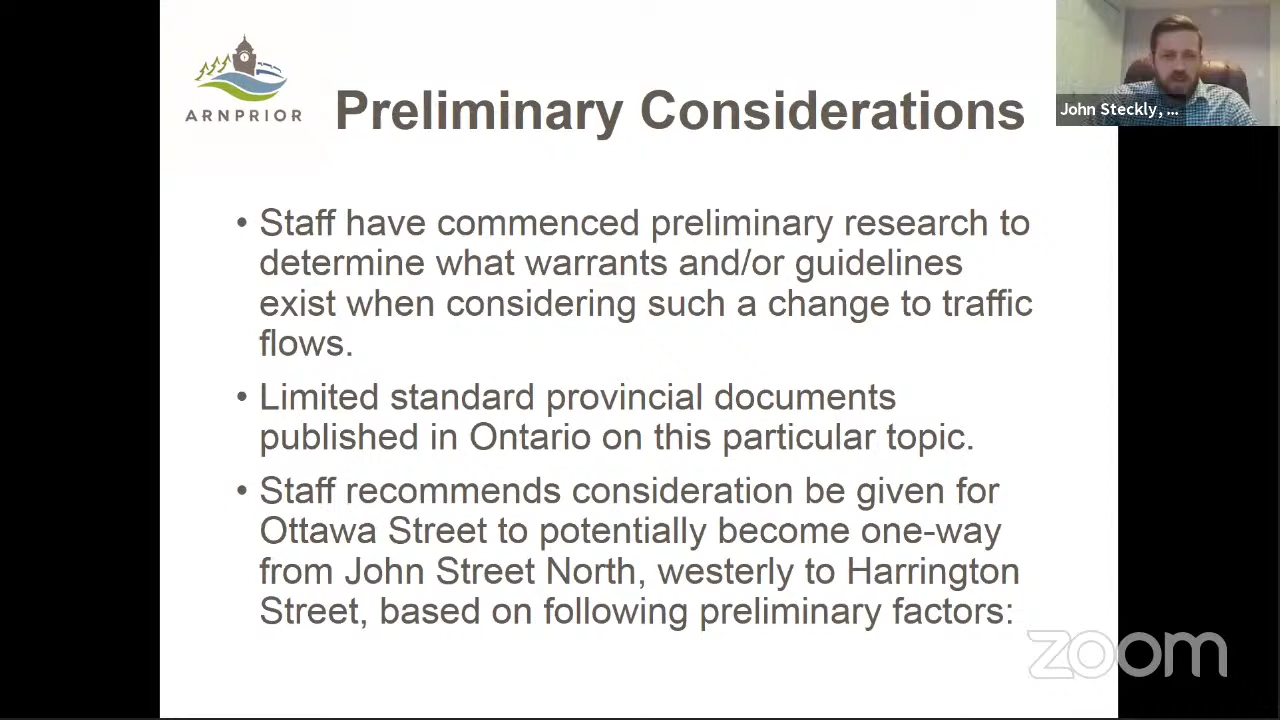 ARNPRIOR
Preliminary Considerations
John Steckly, ...
• Staff have commenced preliminary research to
determine what warrants and/or guidelines
exist when considering such a change to traffic
flows.
• Limited standard provincial documents
published in Ontario on this particular topic.
• Staff recommends consideration be given for
Ottawa Street to potentially become one-way
from John Street North, westerly to Harrington
Street, based on following preliminary factors:
zoom